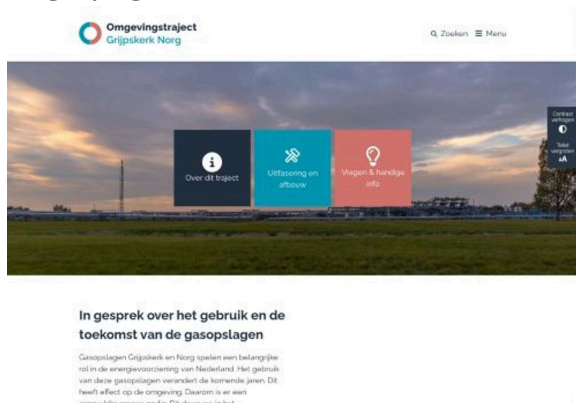 Omgevingstraject
Grijpskerk Norg
Zoeken
Menu
Contrast
verhogen
Tekst
vergroten
AA
Over dit traject
Uitfasering en
afbouw
Vragen & handige
info
In gesprek over het gebruik en de
toekomst van de gasopslagen
Gasopslagen Grijpskerk en Norg spelen een belangrijke
rol in de energievoorziening van Nederland. Het gebruik
van deze gasopslagen verandert de komende jaren. Dit
heeft effect op de omgeving. Daarom is er een